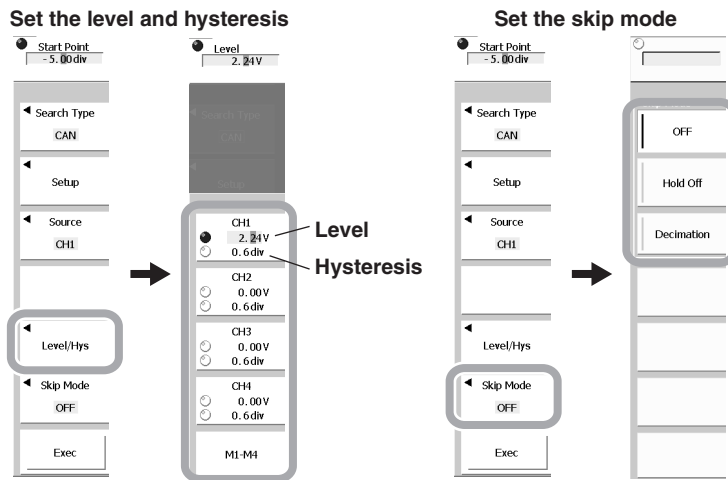 Set the level and hysteresis
Start Point
-5.00div
Search Type
CAN
Setup
Source
CH1
Level/Hys
Skip Mode
OFF
Exec
Level
2.24V
Search Type
CAN
Setup
CH1
2.24V
0.6div
CH2
0.00V
0.6div
CH3
0.00V
0.6div
CH4
0.00V
0.6div
M1-M4
Level
Hysteresis
Set the skip mode
Start Point
-5.00div
Search Type
CAN
Setup
Source
CH1
Level/Hys
Skip Mode
OFF
Exec
OFF
Hold Off
Decimation